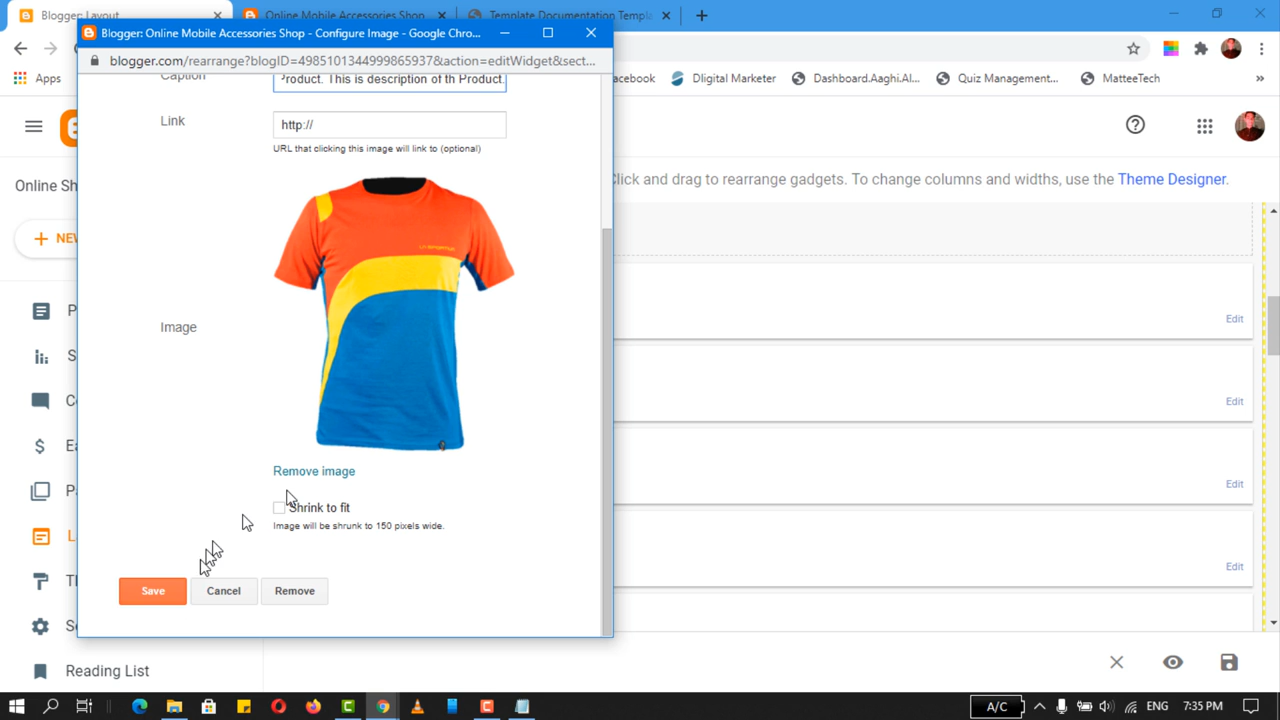 Blogger: Layout
Online Mobile Accessories Shop
Template Documentation Templ
Blogger: Online Mobile Accessories Shop - Configure Image - Google Chro...
blogger.com/rearrange?blogID=4985101344999865937&action=editWidget&sect...
Apps
acebook
Dligital Marketer
Dashboard.Aaghi.Al...
Quiz Management...
MatteeTech
»
Caption
Product. This is description of th Product.
Link
http://
URL that clicking this image will link to (optional)
Online Sh
Click and drag to rearrange gadgets. To change columns and widths, use the Theme Designer.
NEW
P
S
C
Ea
P
L
Th
Se
Reading List
Image
LA SPORTIVA
Remove image
Shrink to fit
Image will be shrunk to 150 pixels wide.
Save
Cancel
Remove
Edit
Edit
Edit
Edit
A/C
ENG
7:35 PM